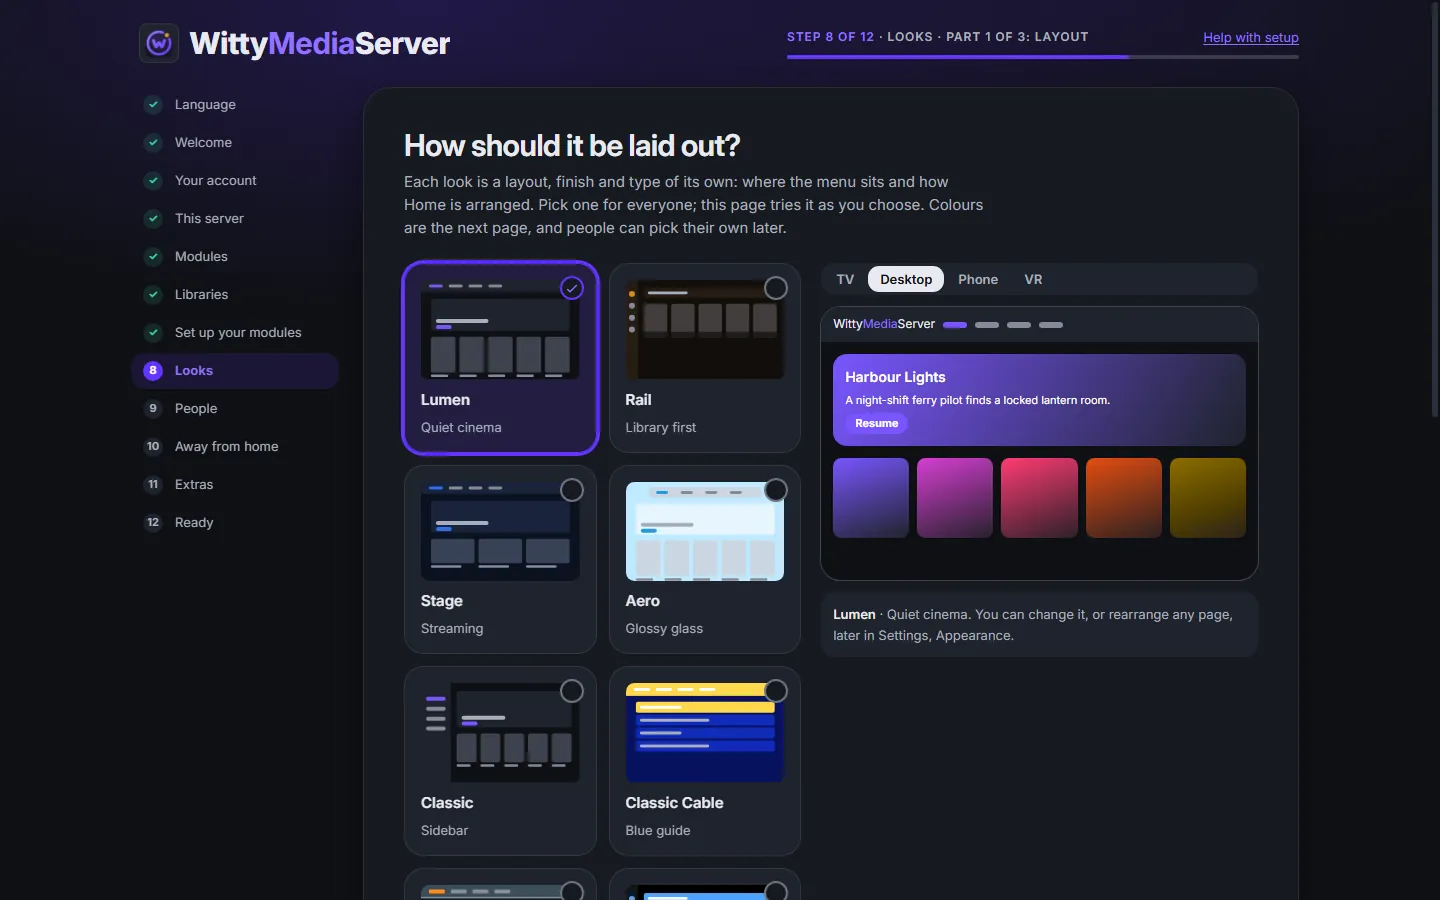 WittyMediaServer
STEP 8 OF 12 · LOOKS · PART 1 OF 3: LAYOUT
Help with setup
Language
Welcome
Your account
This server
Modules
Libraries
Set up your modules
8 Looks
9 People
10 Away from home
11 Extras
12 Ready
How should it be laid out?
Each look is a layout, finish and type of its own: where the menu sits and how
Home is arranged. Pick one for everyone; this page tries it as you choose. Colours
are the next page, and people can pick their own later.
Lumen
Quiet cinema
Rail
Library first
Stage
Streaming
Aero
Glossy glass
Classic
Sidebar
Classic Cable
Blue guide
TV
Desktop
Phone
VR
WittyMediaServer
Harbour Lights
A night-shift ferry pilot finds a locked lantern room.
Resume
Lumen · Quiet cinema. You can change it, or rearrange any page,
later in Settings, Appearance.